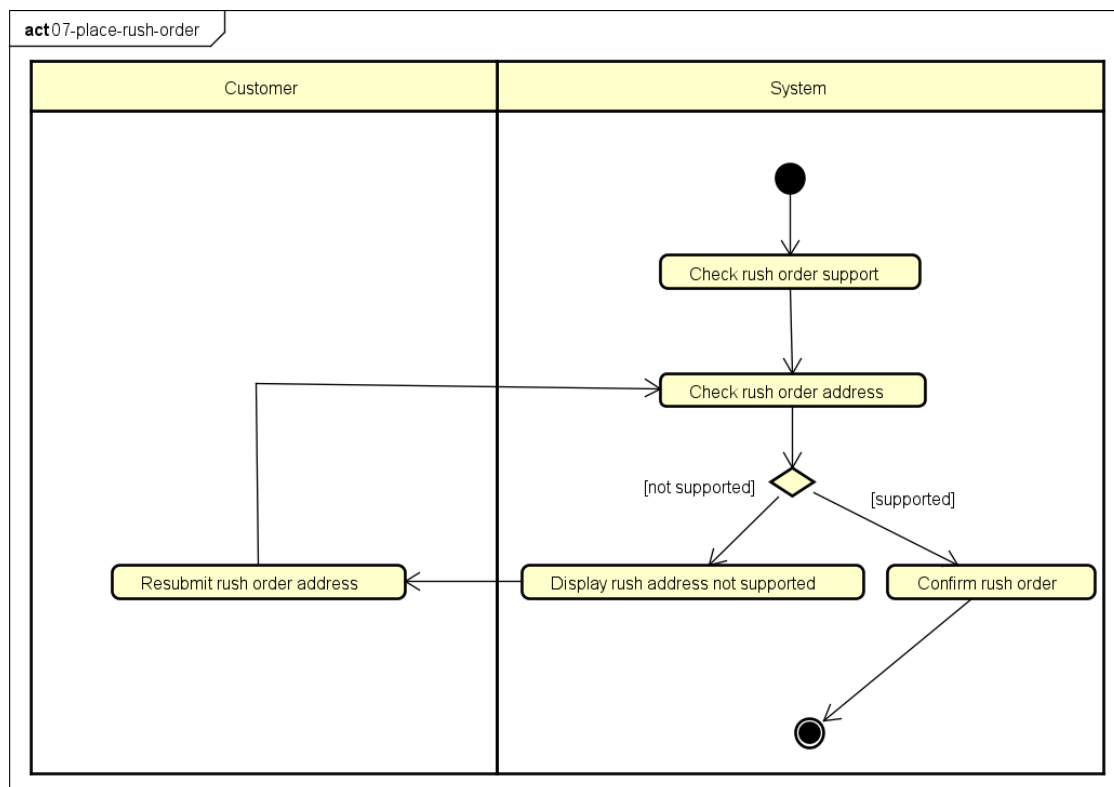 act 07-place-rush-order
Customer
System
Check rush order support
Check rush order address
[not supported]
[supported]
Resubmit rush order address
Display rush address not supported
Confirm rush order